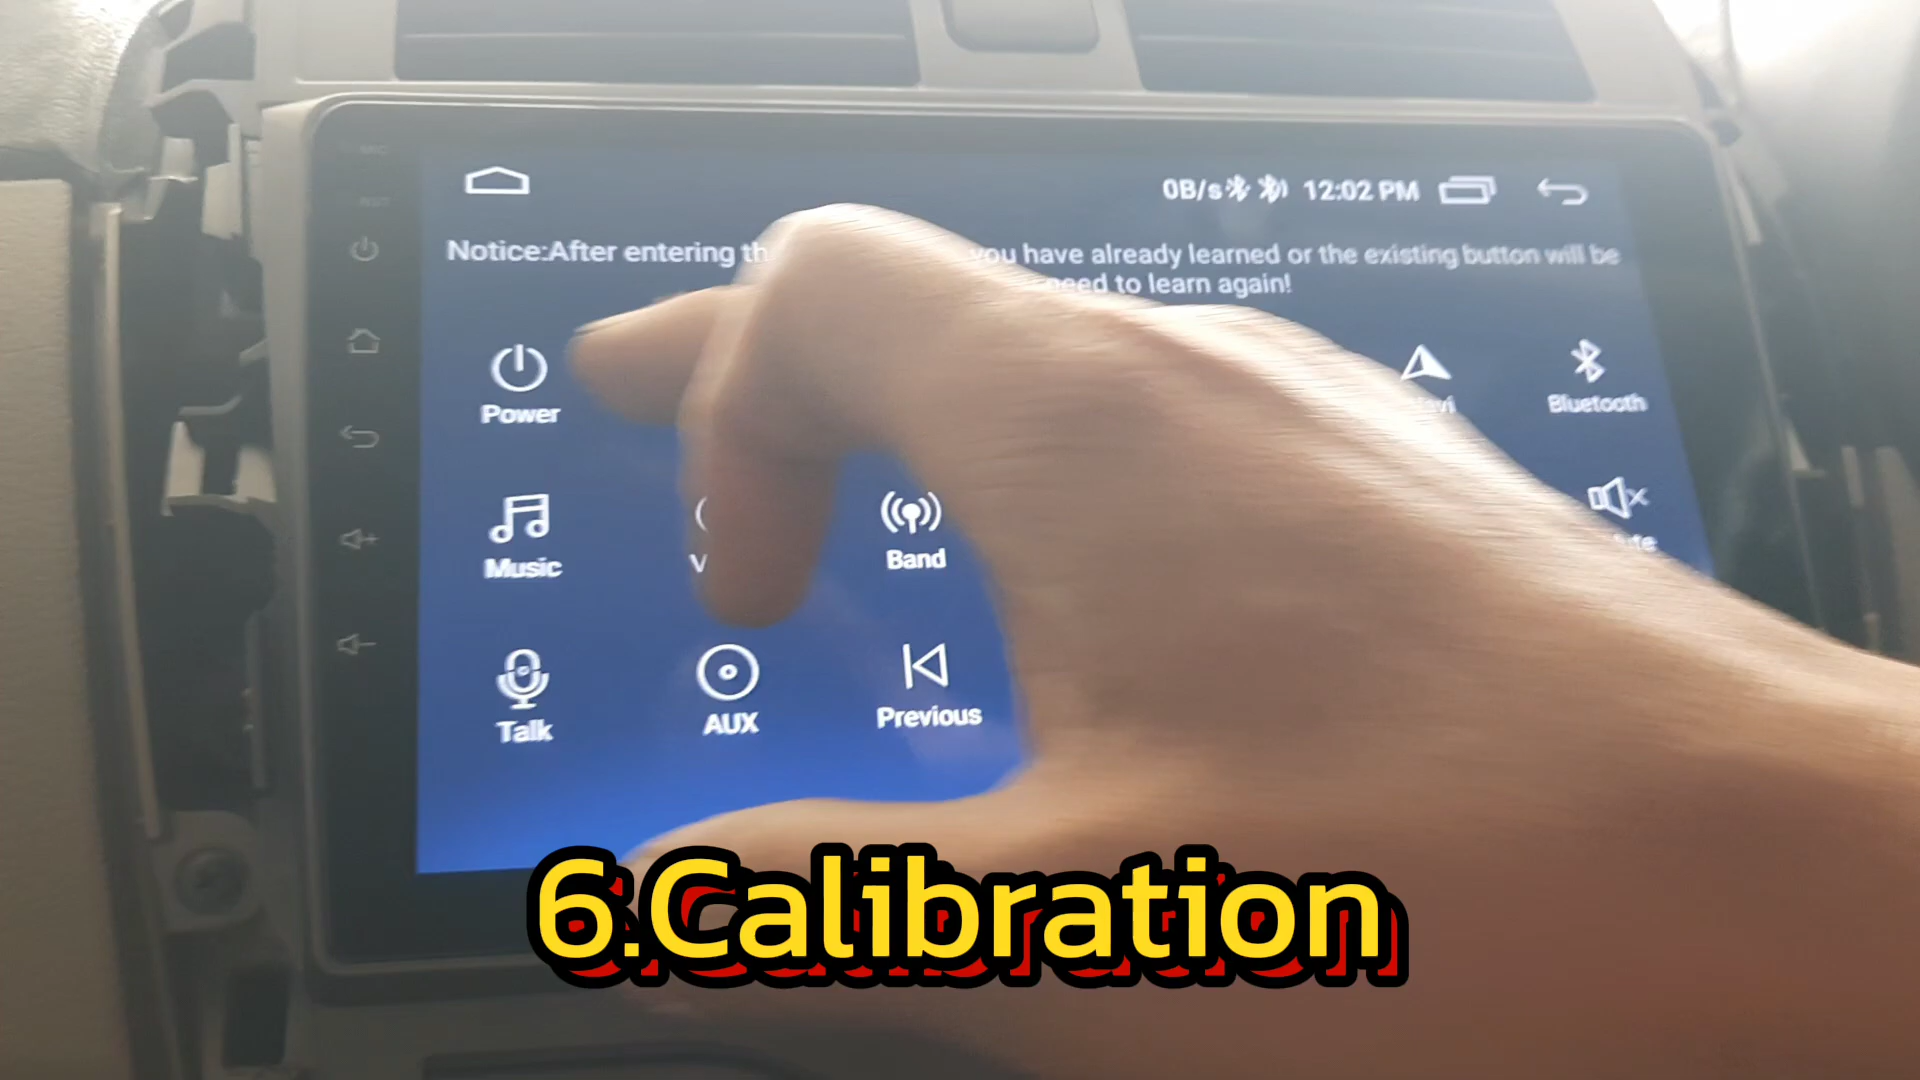 0B/s 12:02 PM
Notice:After entering you have already learned or the existing button will be
need to learn again!
Power Bluetooth
Music Band
Talk AUX Previous
6.Calibration